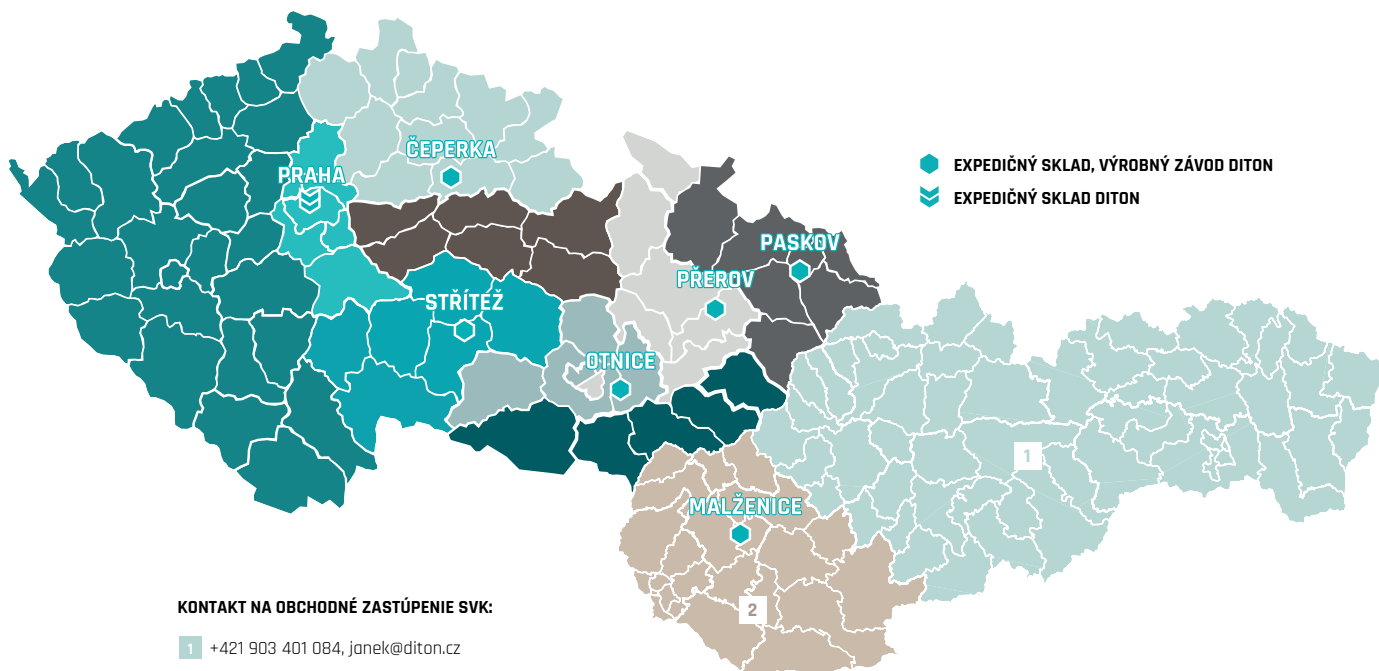 ČEPERKA
PRAHA
EXPEDIČNÝ SKLAD, VÝROBNÝ ZÁVOD DITON
EXPEDIČNÝ SKLAD DITON
PASKOV
PŘEROV
STŘÍTEŽ
OTNICE
1
MALŽENICE
2
KONTAKT NA OBCHODNÉ ZASTÚPENIE SVK:
1 +421 903 401 084, janek@diton.cz